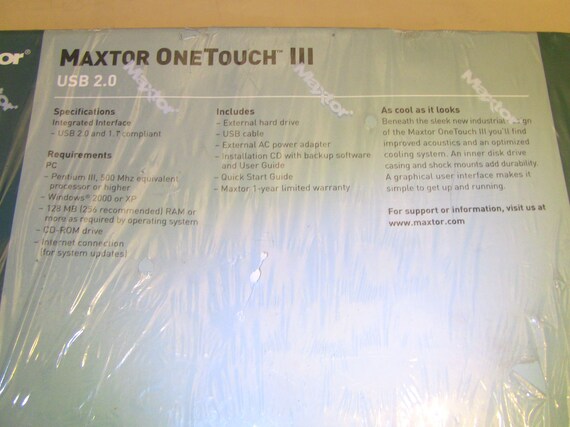 MAXTOR ONETOUCH™ III
USB 2.0
Specifications
Integrated Interface
– USB 2.0 and 1.1 compliant
Requirements
PC
– Pentium III, 500 Mhz equivalent
processor or higher
– Windows® 2000 or XP
– 128 MB (256 recommended) RAM or
more as required by operating system
– CD-ROM drive
– Internet connection
(for system updates)
Includes
– External hard drive
– USB cable
– External AC power adapter
– Installation CD with backup software
and User Guide
– Quick Start Guide
– Maxtor 1-year limited warranty
As cool as it looks
Beneath the sleek new industrial design
of the Maxtor OneTouch III you'll find
improved acoustics and an optimized
cooling system. An inner disk drive
casing and shock mounts add durability.
A graphical user interface makes it
simple to get up and running.
For support or information, visit us at
www.maxtor.com
Maxtor
Maxtor
Maxtor